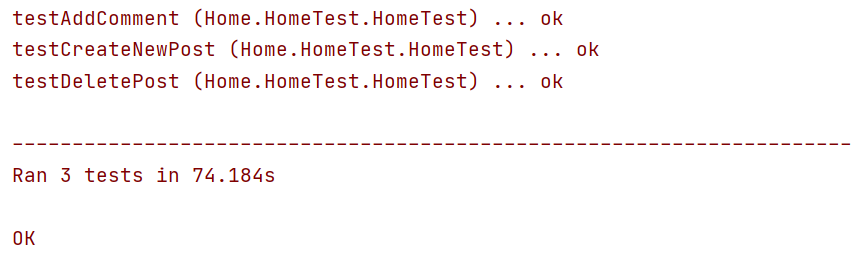 testAddComment (Home.HomeTest.HomeTest) ... ok
testCreateNewPost (Home.HomeTest.HomeTest) ... ok
testDeletePost (Home.HomeTest.HomeTest) ... ok
----------------------------------------------------------------------
Ran 3 tests in 74.184s
OK